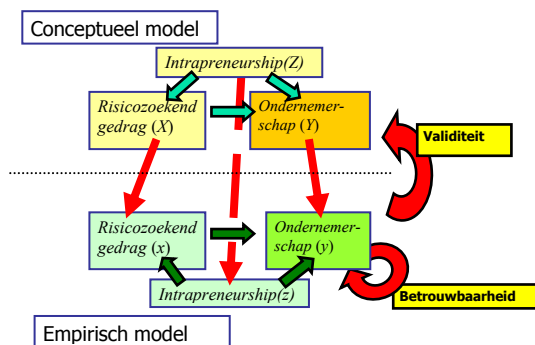 Conceptueel model
Intrapreneurship(Z)
Risicozoekend
gedrag (X)
Ondernemer-
schap (Y)
Validiteit
Risicozoekend
gedrag (x)
Ondernemer-
schap (y)
Intrapreneurship(z)
Betrouwbaarheid
Empirisch model